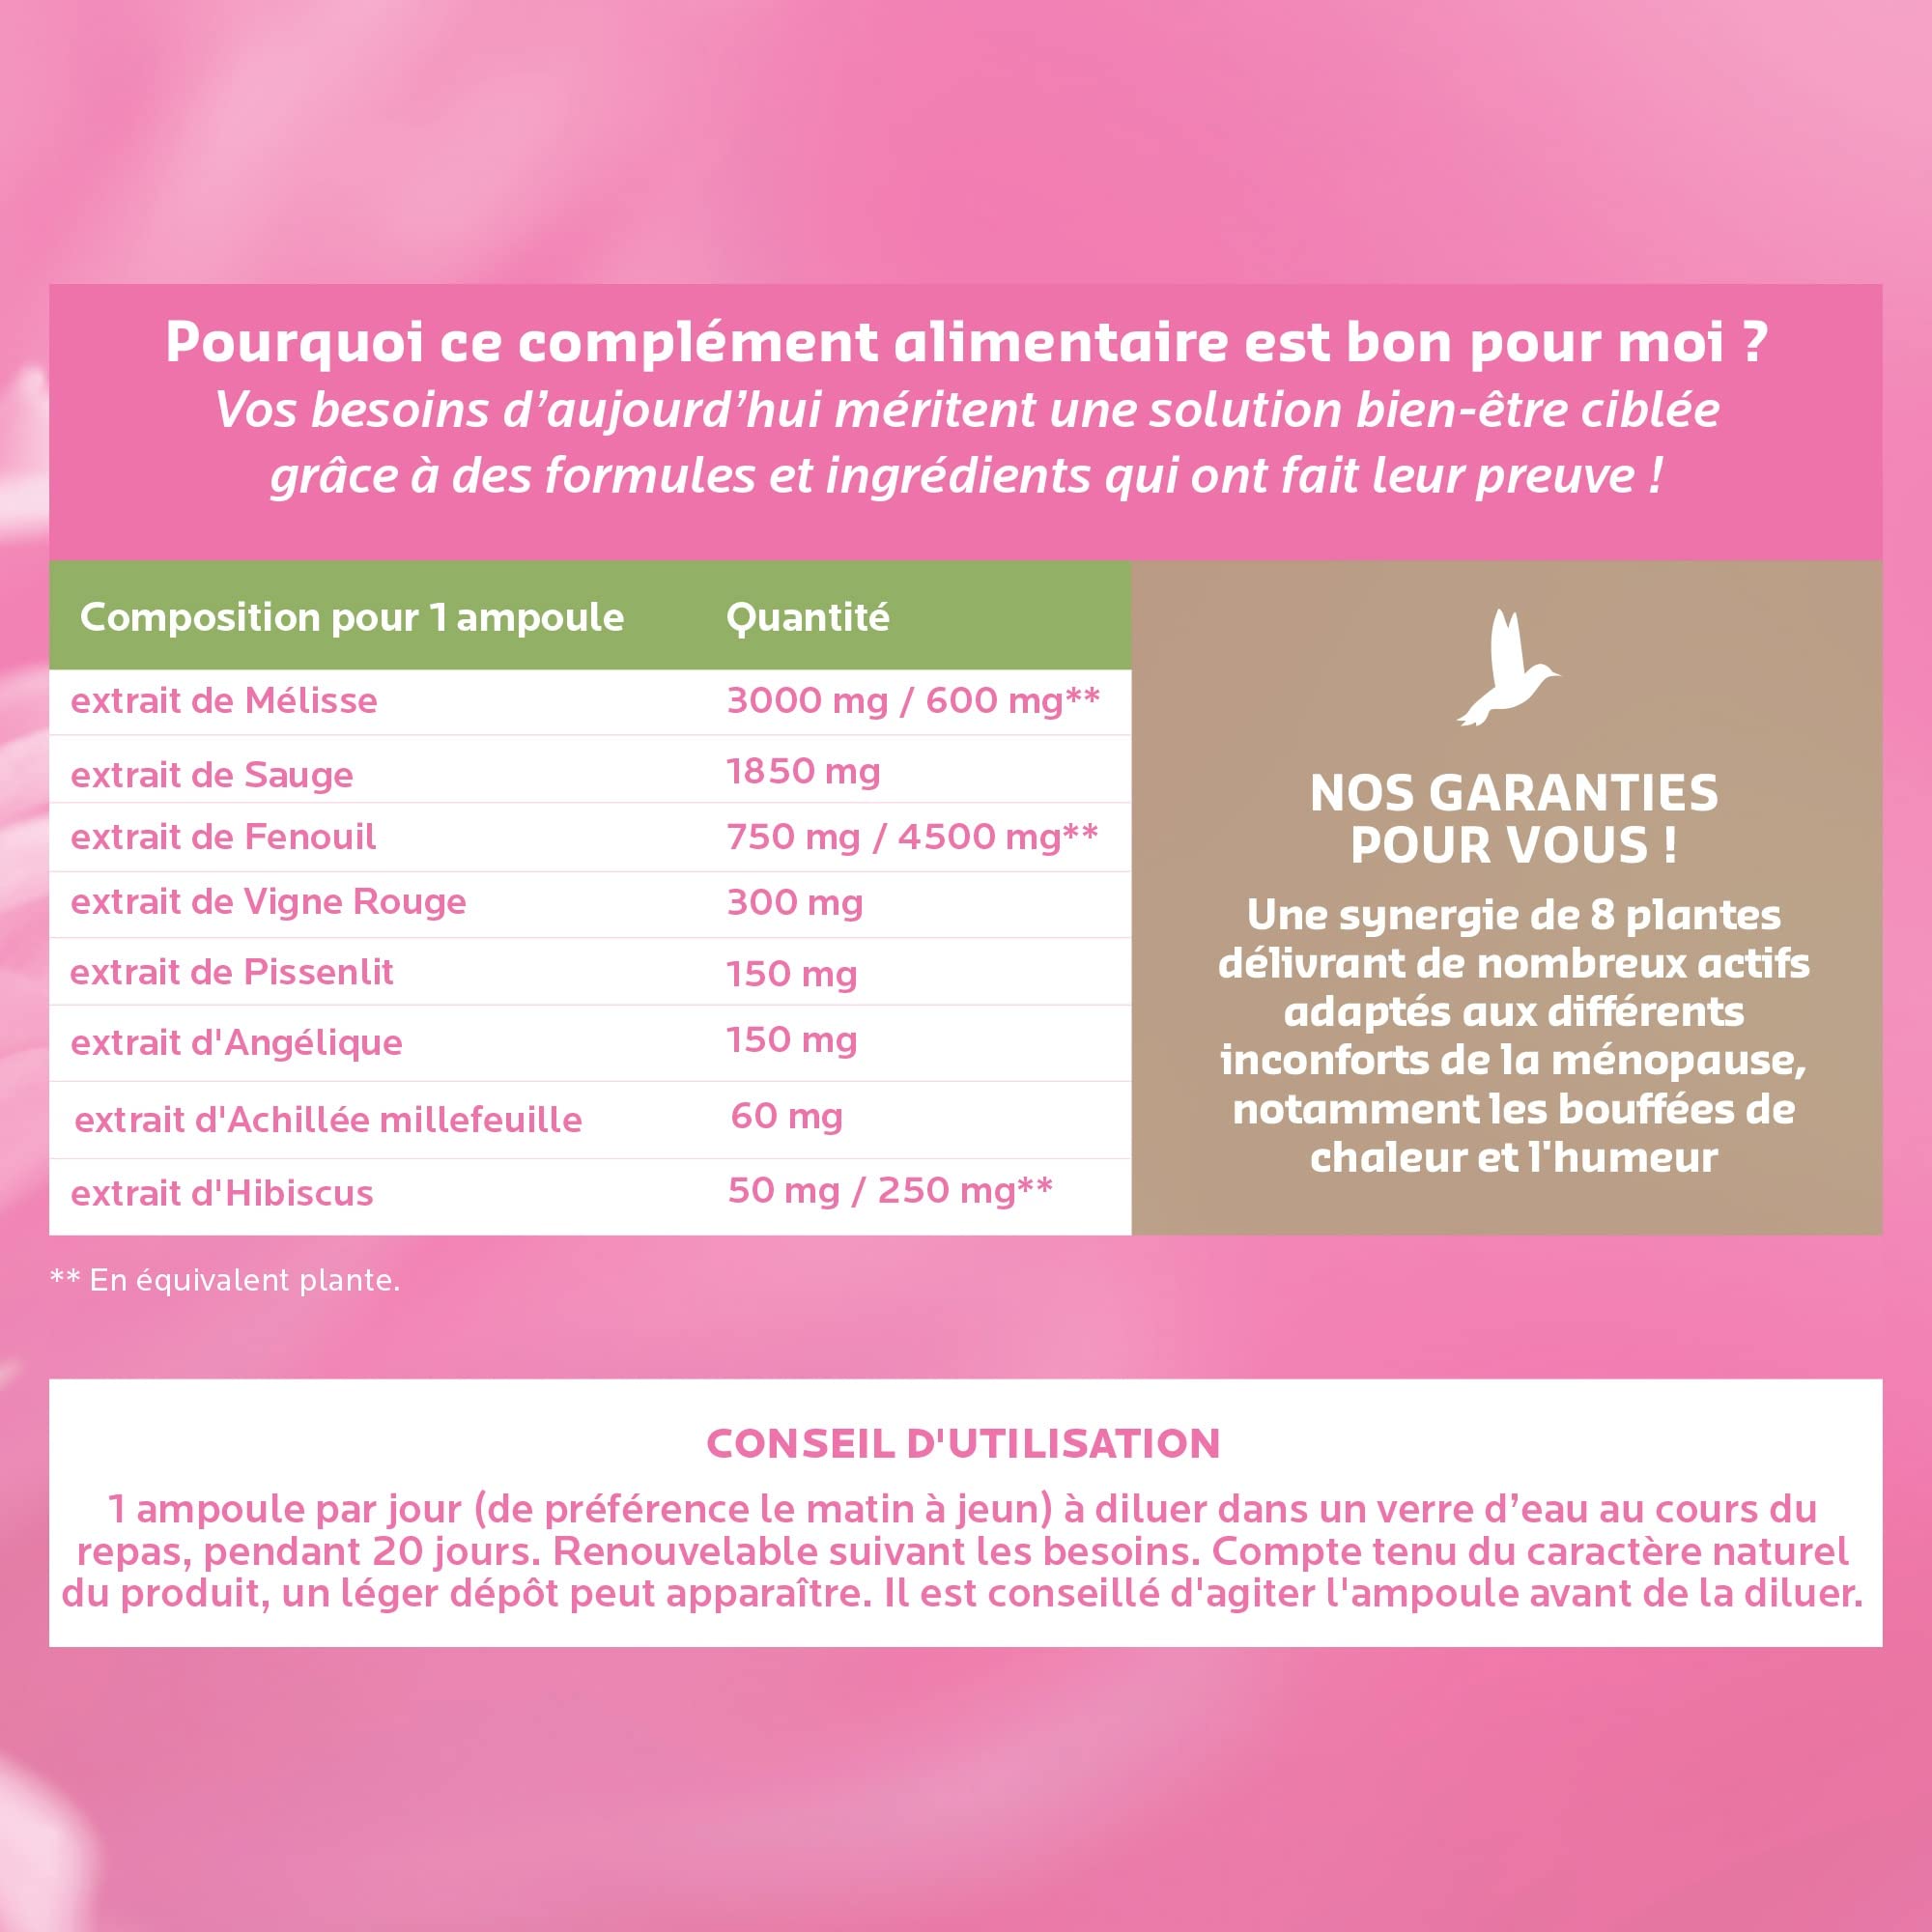 Pourquoi ce complément alimentaire est bon pour moi ?
Vos besoins d’aujourd’hui méritent une solution bien-être ciblée
grâce à des formules et ingrédients qui ont fait leur preuve !
Composition pour 1 ampoule Quantité
extrait de Mélisse 3000 mg / 600 mg**
extrait de Sauge 1850 mg
extrait de Fenouil 750 mg / 4500 mg**
extrait de Vigne Rouge 300 mg
extrait de Pissenlit 150 mg
extrait d'Angélique 150 mg
extrait d'Achillée millefeuille 60 mg
extrait d'Hibiscus 50 mg / 250 mg**
** En équivalent plante.
NOS GARANTIES
POUR VOUS !
Une synergie de 8 plantes
délivrant de nombreux actifs
adaptés aux différents
inconforts de la ménopause,
notamment les bouffées de
chaleur et l'humeur
CONSEIL D'UTILISATION
1 ampoule par jour (de préférence le matin à jeun) à diluer dans un verre d’eau au cours du
repas, pendant 20 jours. Renouvelable suivant les besoins. Compte tenu du caractère naturel
du produit, un léger dépôt peut apparaître. Il est conseillé d'agiter l'ampoule avant de la diluer.